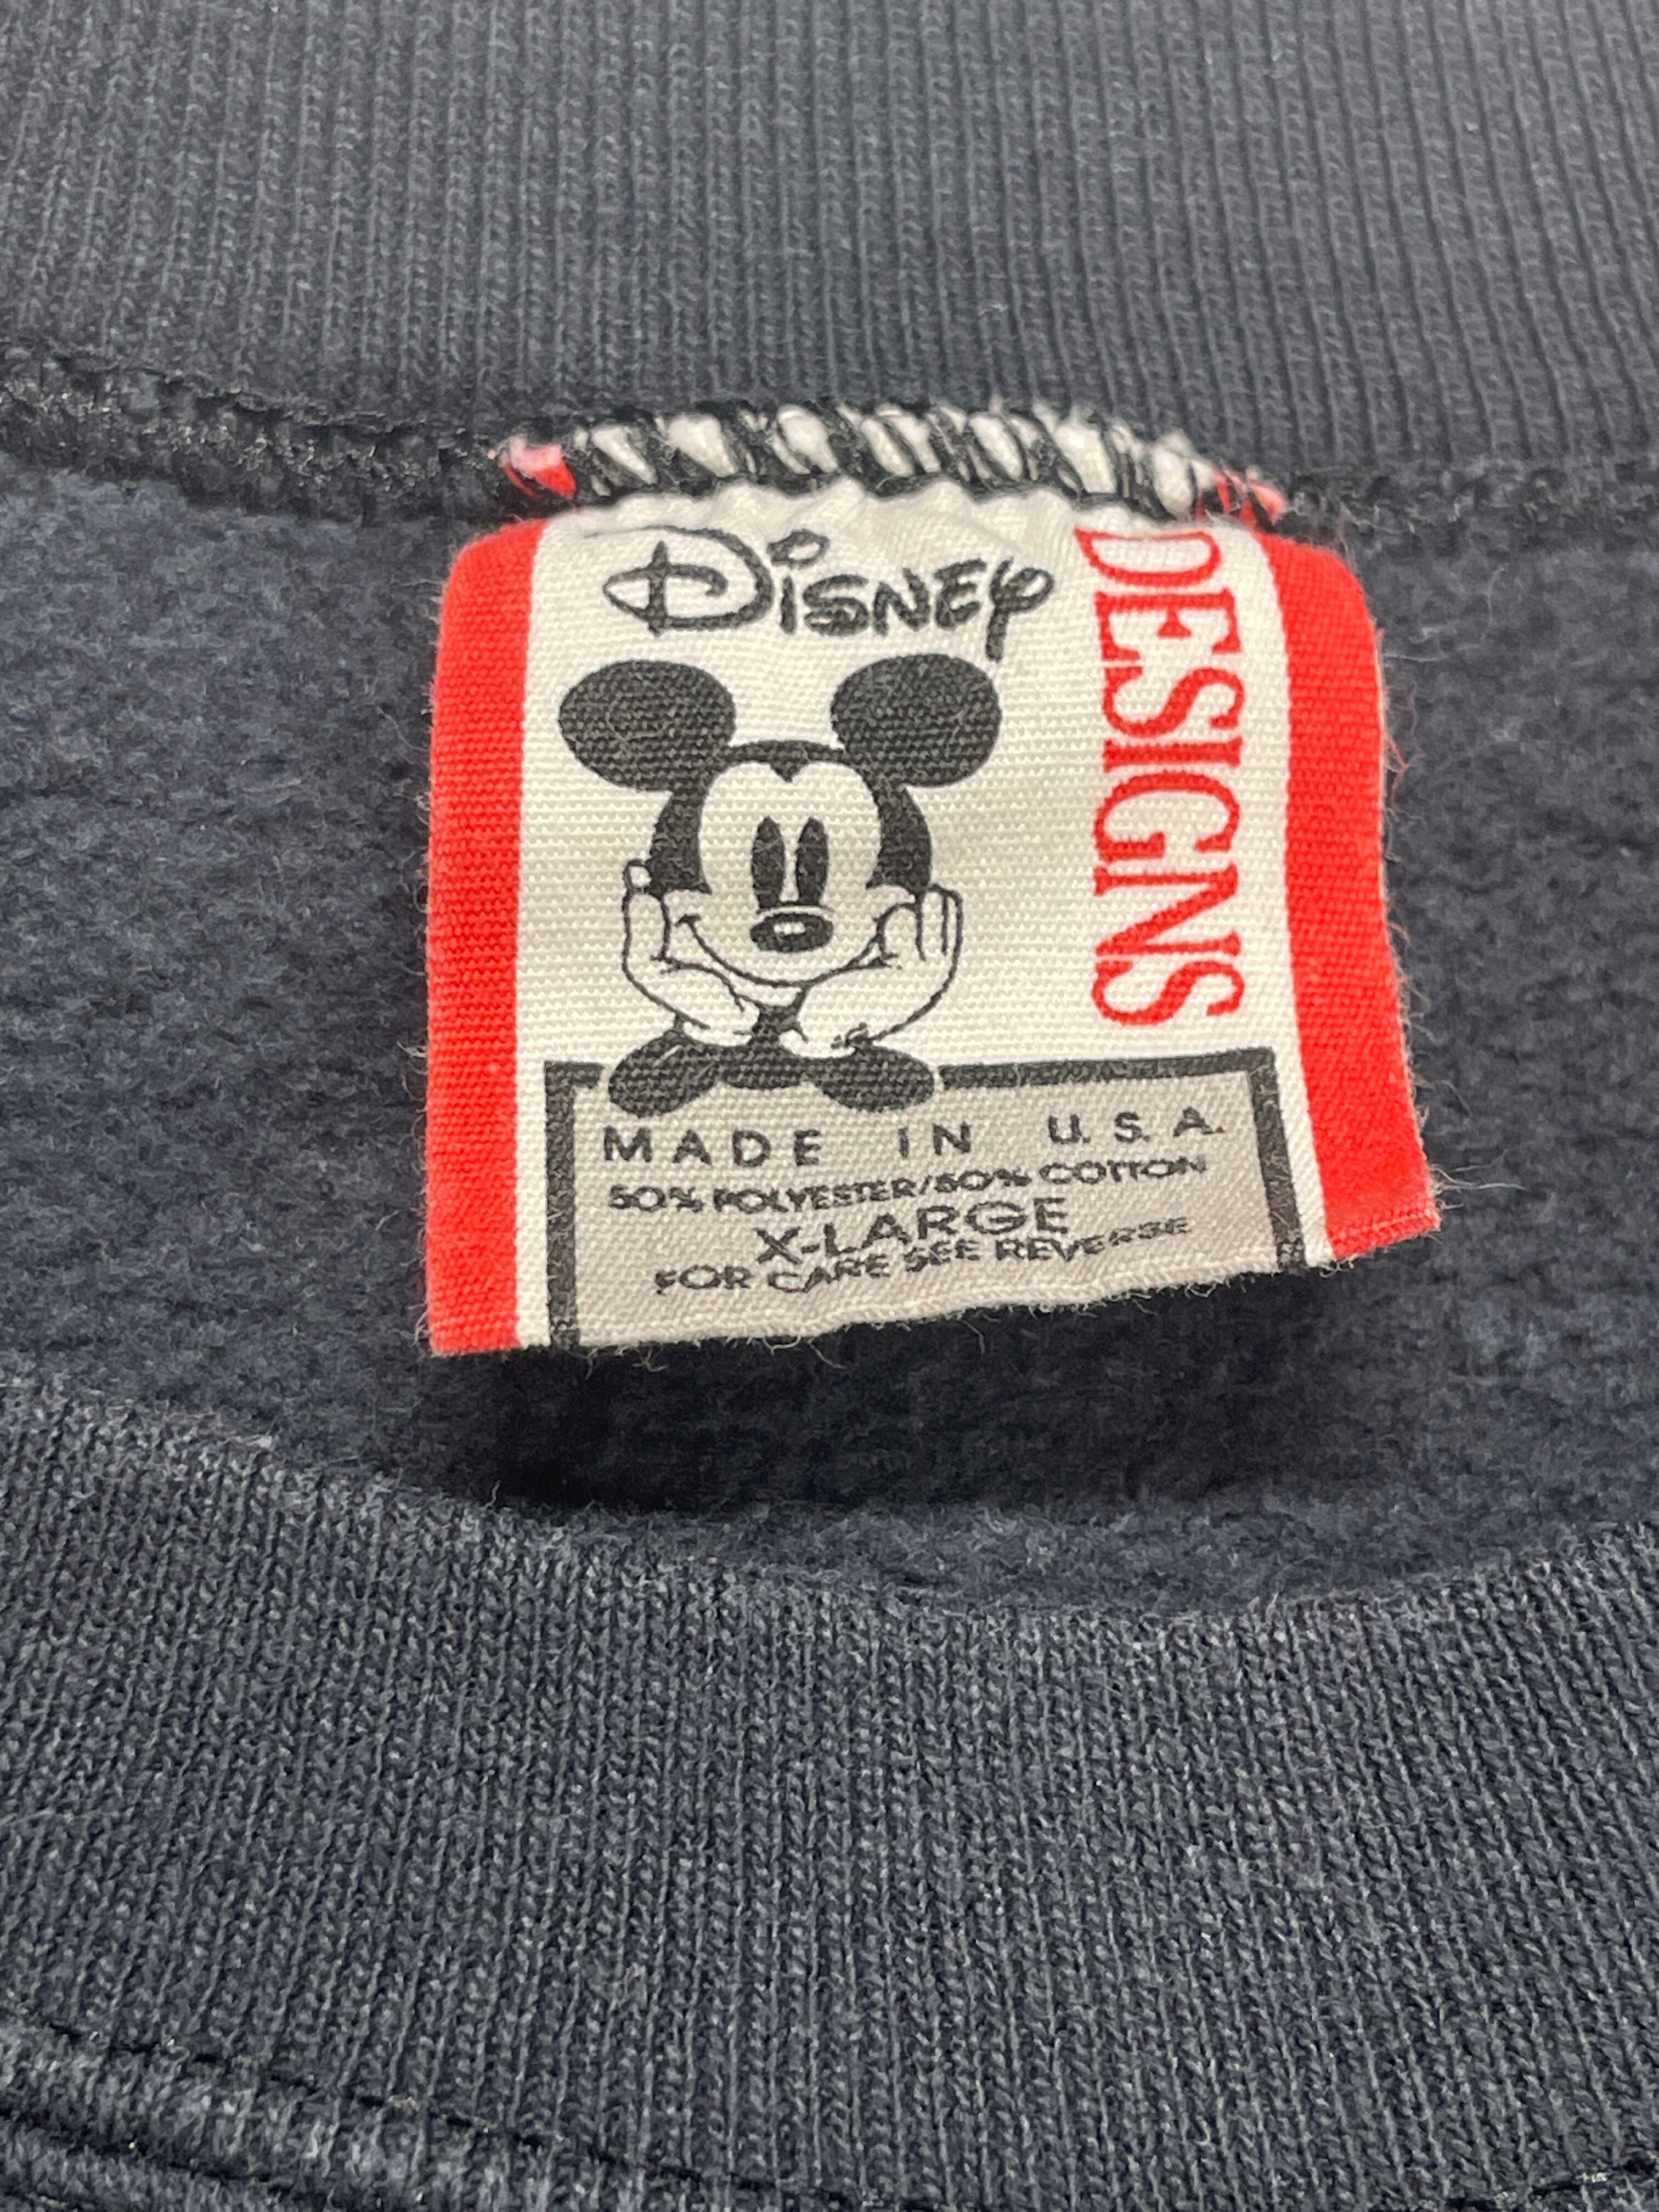 Disney
DESIGNS
MADE IN U.S.A.
50% POLYESTER/50% COTTON
X-LARGE
FOR CARE SEE REVERSE